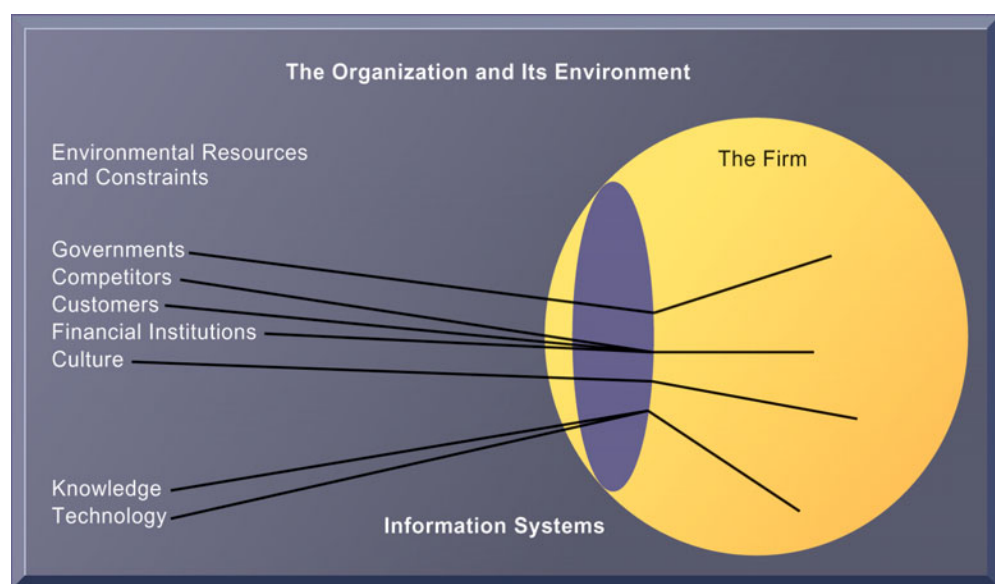 The Organization and Its Environment
Environmental Resources
and Constraints
The Firm
Governments
Competitors
Customers
Financial Institutions
Culture
Knowledge
Technology
Information Systems